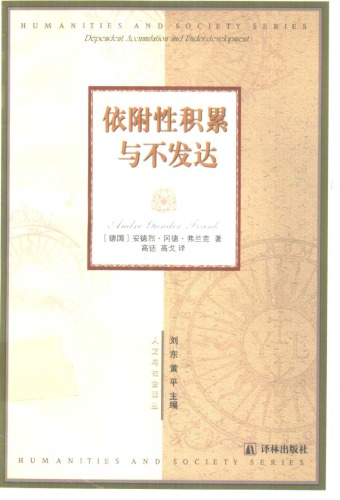 HUMANITIES AND SOCIETY SERIES
Dependent Accumulation and Underdevelopment
依附性积累
与不发达
Andre Gunder Frank
[德国]安德烈·冈德·弗兰克 著
高铦 高戈 译
刘东 黄平 主编
人文与社会译丛
译林出版社
HUMANITIES AND SOCIETY SERIES